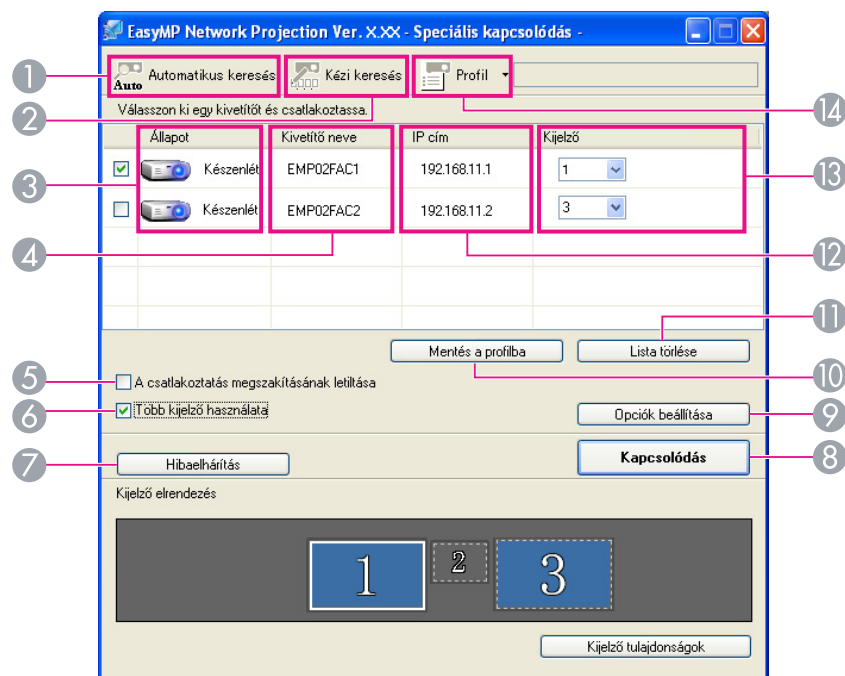 EasyMP Network Projection Ver. X.XX - Speciális kapcsolódás -
1 Auto Automatikus keresés Kézi keresés Profil
2 Válasszon ki egy kivetítőt és csatlakoztassa. 14
Állapot Kivetítő neve IP cím Kijelző
3 Készenlét EMP02FAC1 192.168.11.1 1 13
Készenlét EMP02FAC2 192.168.11.2 3
4 12
11
Mentés a profilba Lista törlése
5 A csatlakoztatás megszakításának letiltása 10
6 Több kijelző használata Opciók beállítása 9
7 Hibaelhárítás Kapcsolódás 8
Kijelző elrendezés
1 2 3
Kijelző tulajdonságok